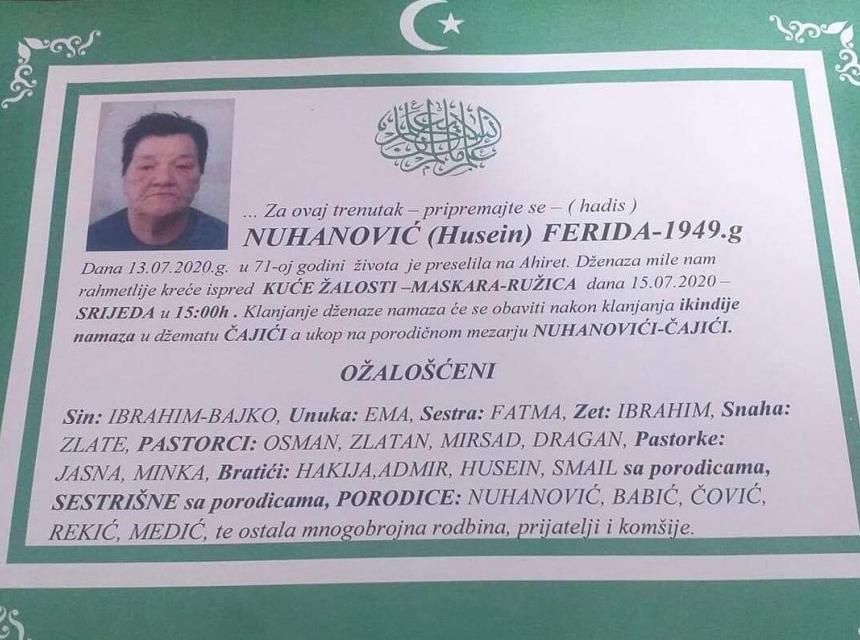 ... Za ovaj trenutak – pripremajte se – ( hadis )
NUHANOVIĆ (Husein) FERIDA-1949.g
Dana 13.07.2020.g. u 71-oj godini života je preselila na Ahiret. Dženaza mile nam
rahmetlije kreće ispred KUĆE ŽALOSTI –MASKARA-RUŽICA dana 15.07.2020 –
SRIJEDA u 15:00h . Klanjanje dženaze namaza će se obaviti nakon klanjanja ikindije
namaza u džematu ČAJIĆI a ukop na porodičnom mezarju NUHANOVIĆI-ČAJIĆI.
OŽALOŠĆENI
Sin: IBRAHIM-BAJKO, Unuka: EMA, Sestra: FATMA, Zet: IBRAHIM, Snaha:
ZLATE, PASTORCI: OSMAN, ZLATAN, MIRSAD, DRAGAN, Pastorke:
JASNA, MINKA, Bratići: HAKIJA,ADMIR, HUSEIN, SMAIL sa porodicama,
SESTRIŠNE sa porodicama, PORODICE: NUHANOVIĆ, BABIĆ, ČOVIĆ,
REKIĆ, MEDIĆ, te ostala mnogobrojna rodbina, prijatelji i komšije.